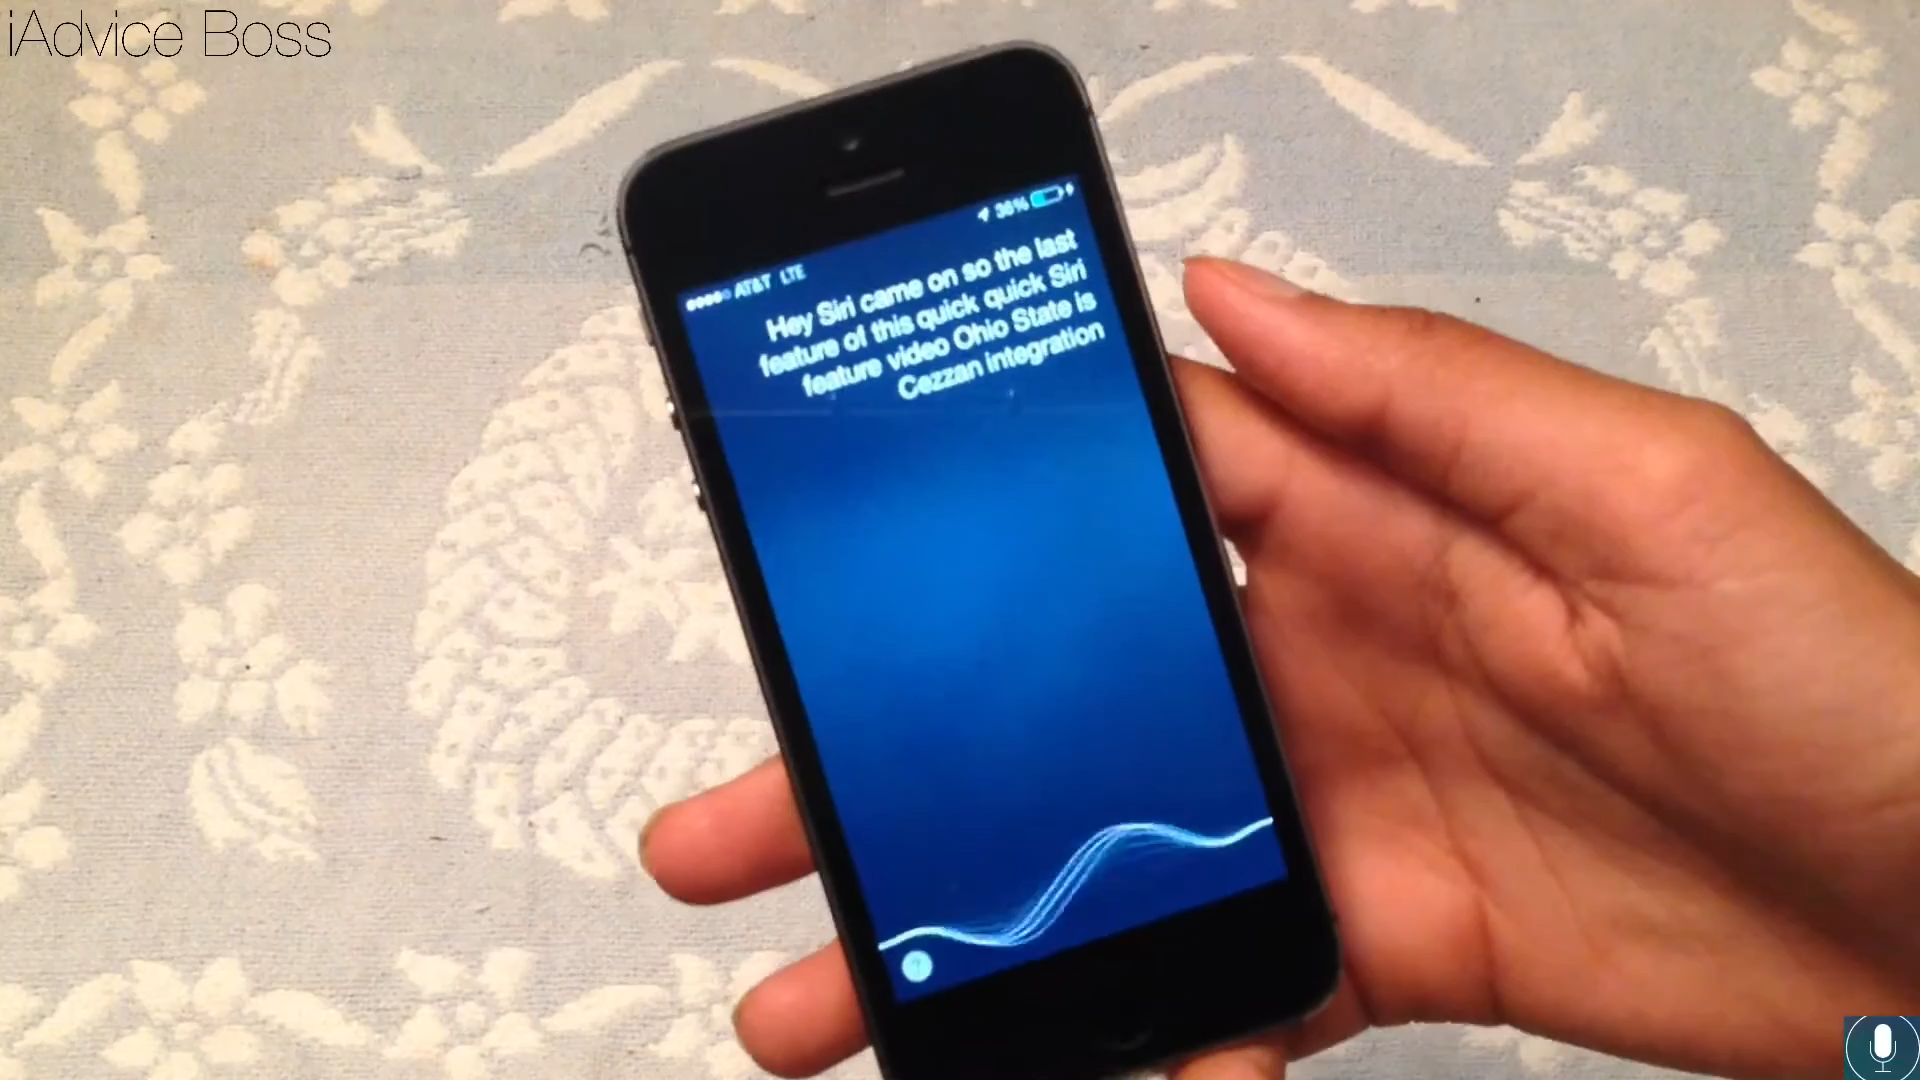 iAdvice Boss
AT&T LTE
36%
Hey Siri came on so the last
feature of this quick quick Siri
feature video Ohio State is
Cezzan integration
?